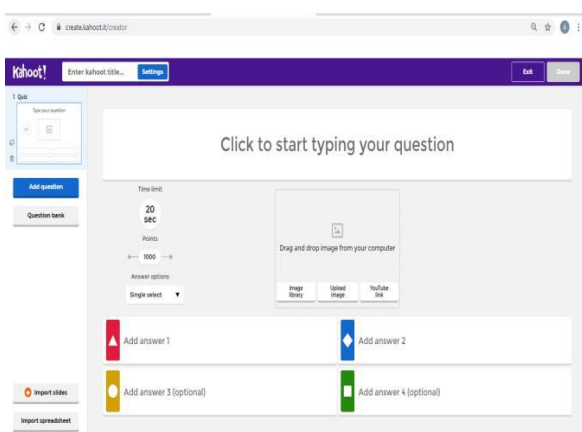 create.kahoot.it/creator
Kahoot!
Enter kahoot title...
Settings
Exit
Done
1 Quiz
Type your question
Add question
Question bank
Import slides
Import spreadsheet
Click to start typing your question
Time limit
20
sec
Points
1000
Answer options
Single select
Drag and drop image from your computer
Image
library
Upload
image
YouTube
link
Add answer 1
Add answer 2
Add answer 3 (optional)
Add answer 4 (optional)